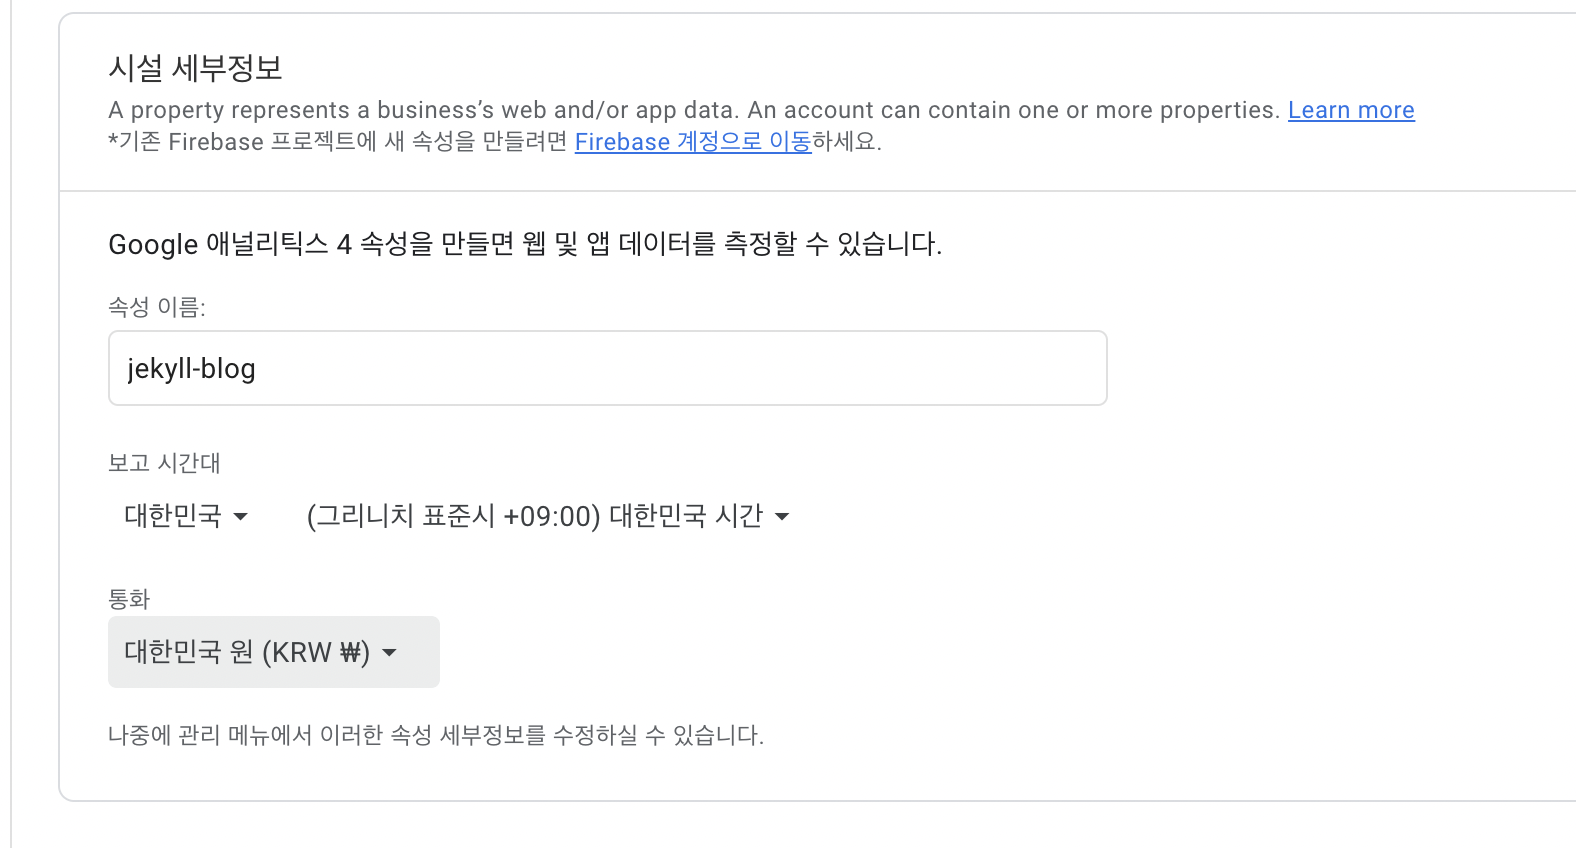 시설 세부정보
A property represents a business’s web and/or app data. An account can contain one or more properties. Learn more
*기존 Firebase 프로젝트에 새 속성을 만들려면 Firebase 계정으로 이동하세요.
Google 애널리틱스 4 속성을 만들면 웹 및 앱 데이터를 측정할 수 있습니다.
속성 이름:
jekyll-blog
보고 시간대
대한민국 (그리니치 표준시 +09:00) 대한민국 시간
통화
대한민국 원 (KRW ₩)
나중에 관리 메뉴에서 이러한 속성 세부정보를 수정하실 수 있습니다.